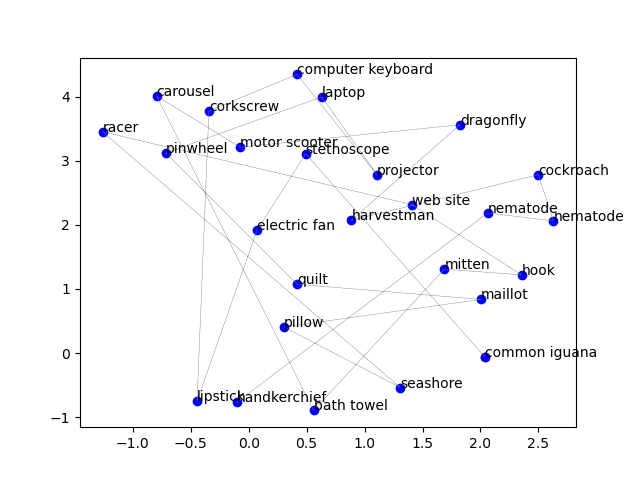 computer keyboard
carousel
laptop
corkscrew
dragonfly
racer
motor scooter
pinwheel
stethoscope
projector
cockroach
web site
nematode
harvestman
nematode
electric fan
mitten
hook
quilt
maillot
pillow
common iguana
seashore
lipstick
handkerchief
bath towel
4
3
2
1
0
−1
−1.0
−0.5
0.0
0.5
1.0
1.5
2.0
2.5